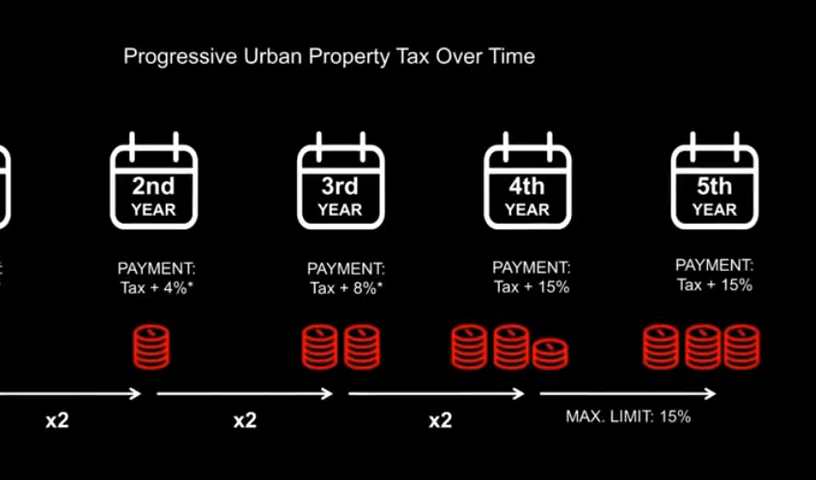 Progressive Urban Property Tax Over Time
2nd
YEAR
3rd
YEAR
4th
YEAR
5th
YEAR
PAYMENT:
Tax + 4%*
PAYMENT:
Tax + 8%*
PAYMENT:
Tax + 15%
PAYMENT:
Tax + 15%
x2
x2
x2
MAX. LIMIT: 15%